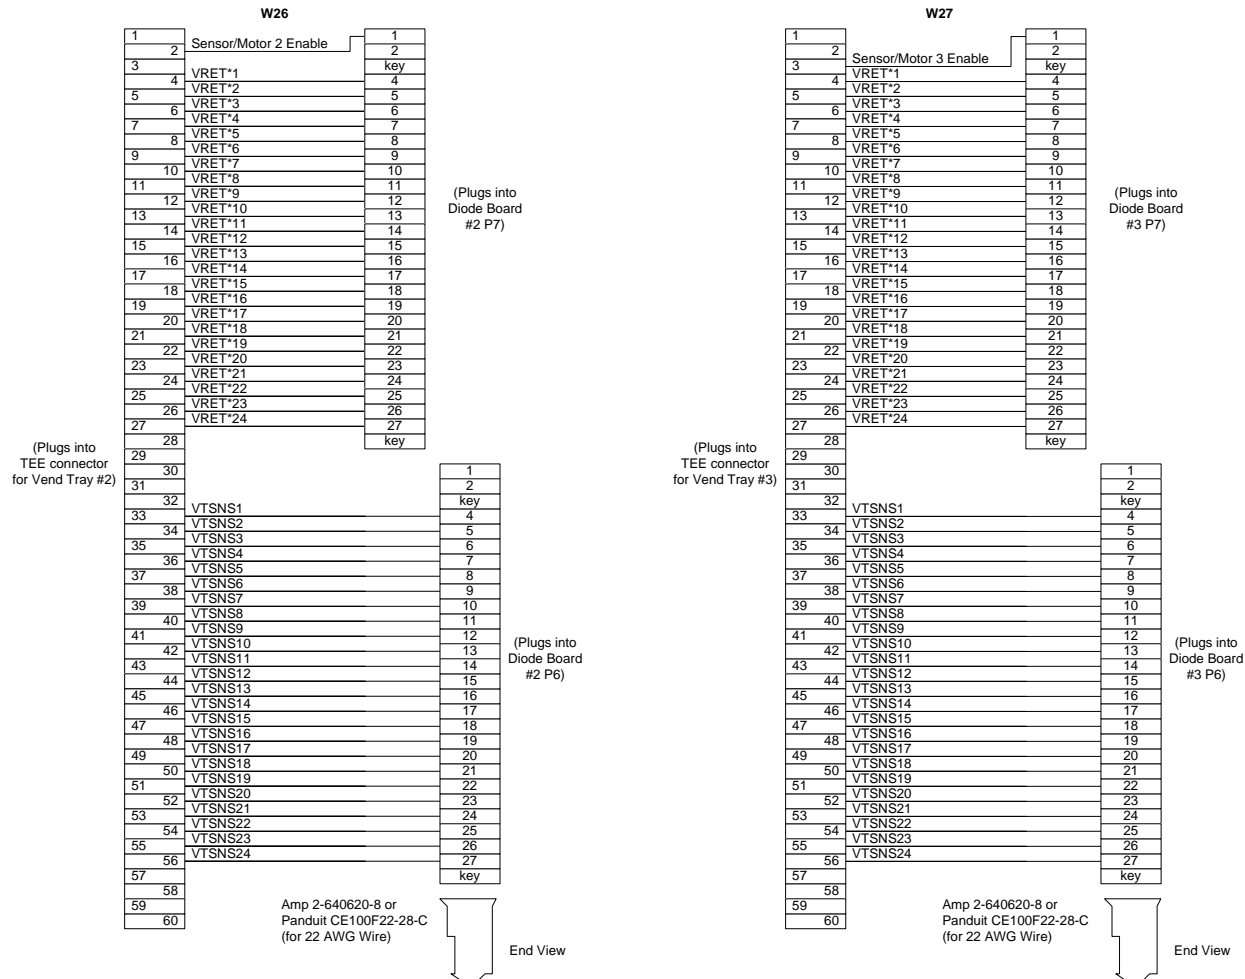 W26
1 1
2 Sensor/Motor 2 Enable 2
3 key
4 VRET*1 4
5 VRET*2 5
6 VRET*3 6
7 VRET*4 7
8 VRET*5 8
9 VRET*6 9
10 VRET*7 10
11 VRET*8 11
12 VRET*9 12
13 VRET*10 13
14 VRET*11 14
15 VRET*12 15
16 VRET*13 16
17 VRET*14 17
18 VRET*15 18
19 VRET*16 19
20 VRET*17 20
21 VRET*18 21
22 VRET*19 22
23 VRET*20 23
24 VRET*21 24
25 VRET*22 25
26 VRET*23 26
27 VRET*24 27
28 key
29
30 1
31 2
32 key
33 VTSNS1 4
34 VTSNS2 5
35 VTSNS3 6
36 VTSNS4 7
37 VTSNS5 8
38 VTSNS6 9
39 VTSNS7 10
40 VTSNS8 11
41 VTSNS9 12
42 VTSNS10 13
43 VTSNS11 14
44 VTSNS12 15
45 VTSNS13 16
46 VTSNS14 17
47 VTSNS15 18
48 VTSNS16 19
49 VTSNS17 20
50 VTSNS18 21
51 VTSNS19 22
52 VTSNS20 23
53 VTSNS21 24
54 VTSNS22 25
55 VTSNS23 26
56 VTSNS24 27
57 key
58
59
60
(Plugs into
TEE connector
for Vend Tray #2)
(Plugs into
Diode Board
#2 P7)
(Plugs into
Diode Board
#2 P6)
Amp 2-640620-8 or
Panduit CE100F22-28-C
(for 22 AWG Wire)
End View
W27
1 1
2 2
3 Sensor/Motor 3 Enable key
4 VRET*1 4
5 VRET*2 5
6 VRET*3 6
7 VRET*4 7
8 VRET*5 8
9 VRET*6 9
10 VRET*7 10
11 VRET*8 11
12 VRET*9 12
13 VRET*10 13
14 VRET*11 14
15 VRET*12 15
16 VRET*13 16
17 VRET*14 17
18 VRET*15 18
19 VRET*16 19
20 VRET*17 20
21 VRET*18 21
22 VRET*19 22
23 VRET*20 23
24 VRET*21 24
25 VRET*22 25
26 VRET*23 26
27 VRET*24 27
28 key
29
30 1
31 2
32 key
33 VTSNS1 4
34 VTSNS2 5
35 VTSNS3 6
36 VTSNS4 7
37 VTSNS5 8
38 VTSNS6 9
39 VTSNS7 10
40 VTSNS8 11
41 VTSNS9 12
42 VTSNS10 13
43 VTSNS11 14
44 VTSNS12 15
45 VTSNS13 16
46 VTSNS14 17
47 VTSNS15 18
48 VTSNS16 19
49 VTSNS17 20
50 VTSNS18 21
51 VTSNS19 22
52 VTSNS20 23
53 VTSNS21 24
54 VTSNS22 25
55 VTSNS23 26
56 VTSNS24 27
57 key
58
59
60
(Plugs into
TEE connector
for Vend Tray #3)
(Plugs into
Diode Board
#3 P7)
(Plugs into
Diode Board
#3 P6)
Amp 2-640620-8 or
Panduit CE100F22-28-C
(for 22 AWG Wire)
End View